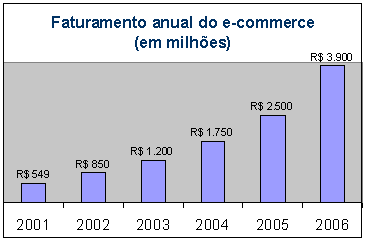 Faturamento anual do e-commerce
(em milhões)
R$ 3.900
R$ 2.500
R$ 1.750
R$ 1.200
R$ 850
R$ 549
2001 2002 2003 2004 2005 2006